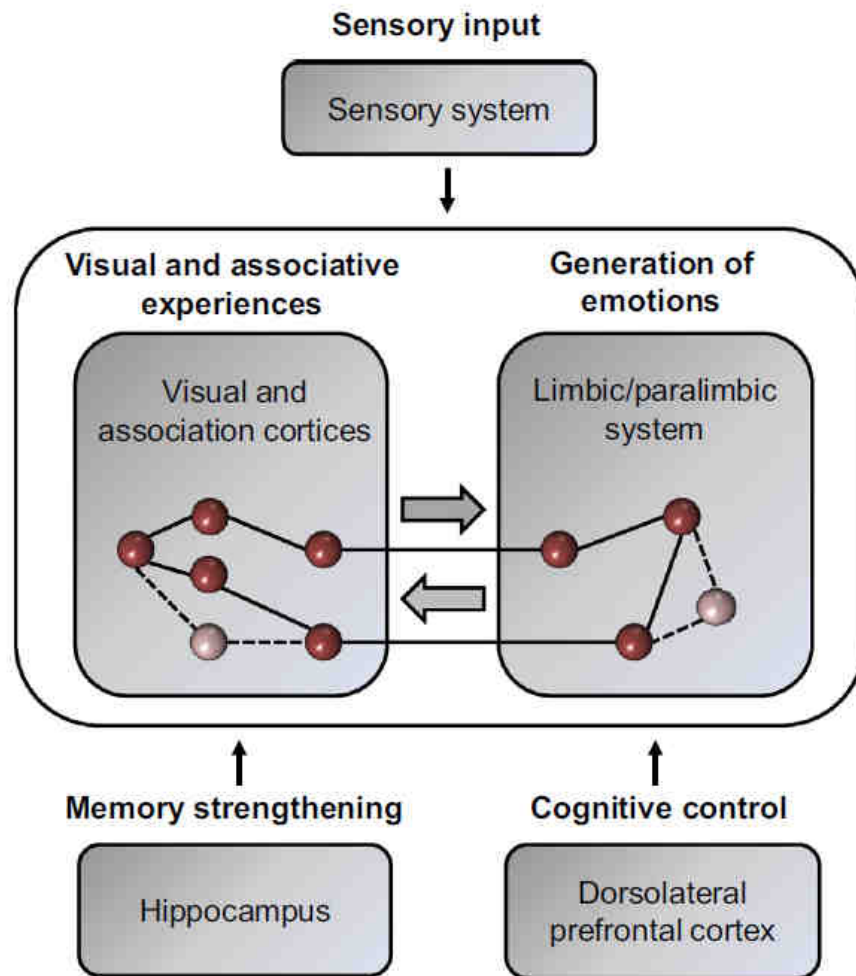 Sensory input
Sensory system
Visual and associative
experiences
Generation of
emotions
Visual and
association cortices
Limbic/paralimbic
system
Memory strengthening
Cognitive control
Hippocampus
Dorsolateral
prefrontal cortex